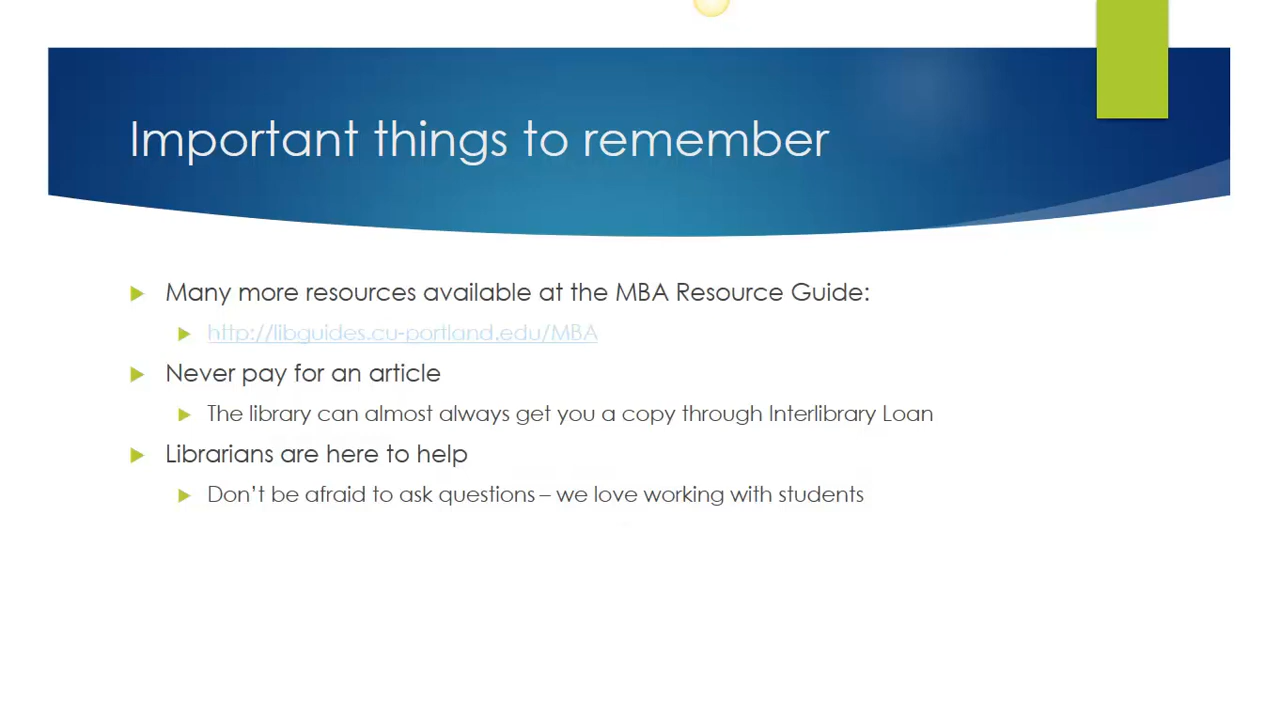 Important things to remember
Many more resources available at the MBA Resource Guide:
http://libguides.cu-portland.edu/MBA
Never pay for an article
The library can almost always get you a copy through Interlibrary Loan
Librarians are here to help
Don’t be afraid to ask questions – we love working with students